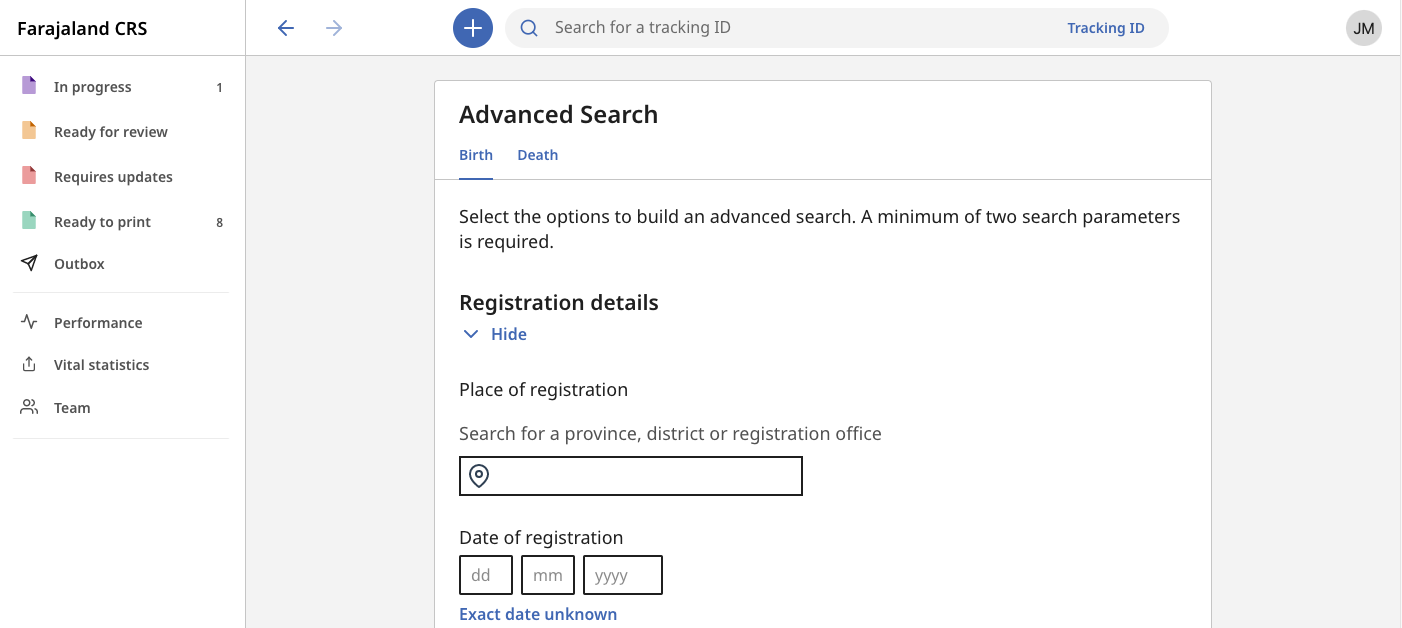 Farajaland CRS
Search for a tracking ID
Tracking ID
JM
In progress
1
Ready for review
Requires updates
Ready to print
8
Outbox
Performance
Vital statistics
Team
Advanced Search
Birth
Death
Select the options to build an advanced search. A minimum of two search parameters
is required.
Registration details
Hide
Place of registration
Search for a province, district or registration office
Date of registration
dd
mm
yyyy
Exact date unknown